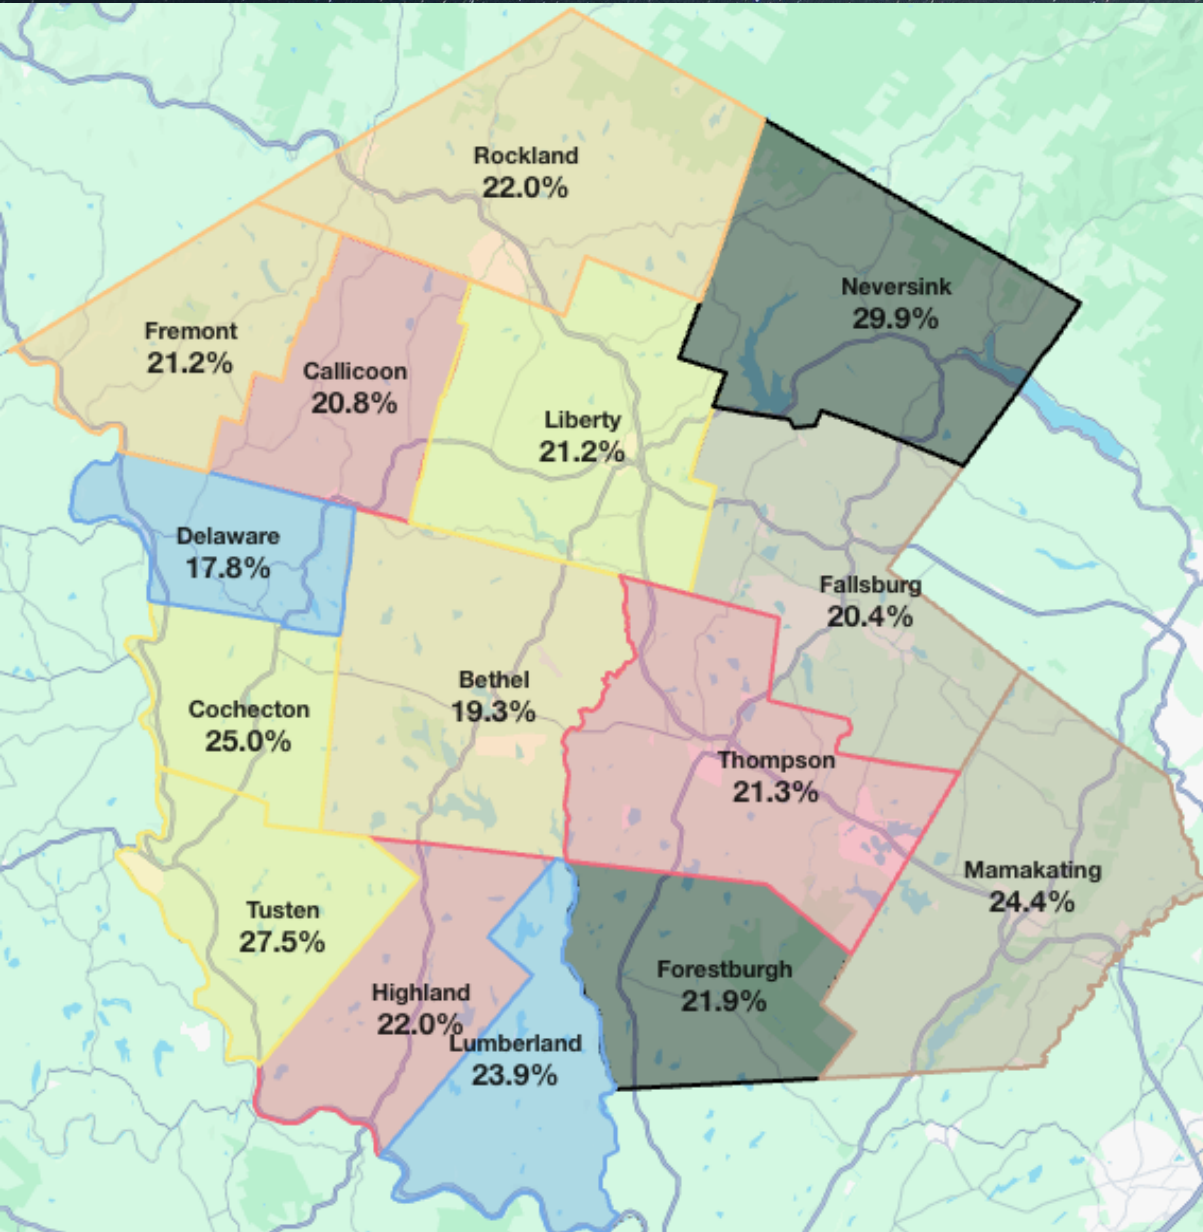 Rockland
22.0%
Neversink
29.9%
Fremont
21.2%
Callicoon
20.8%
Liberty
21.2%
Delaware
17.8%
Fallsburg
20.4%
Bethel
19.3%
Cochecton
25.0%
Thompson
21.3%
Mamakating
24.4%
Tusten
27.5%
Forestburgh
21.9%
Highland
22.0%
Lumberland
23.9%